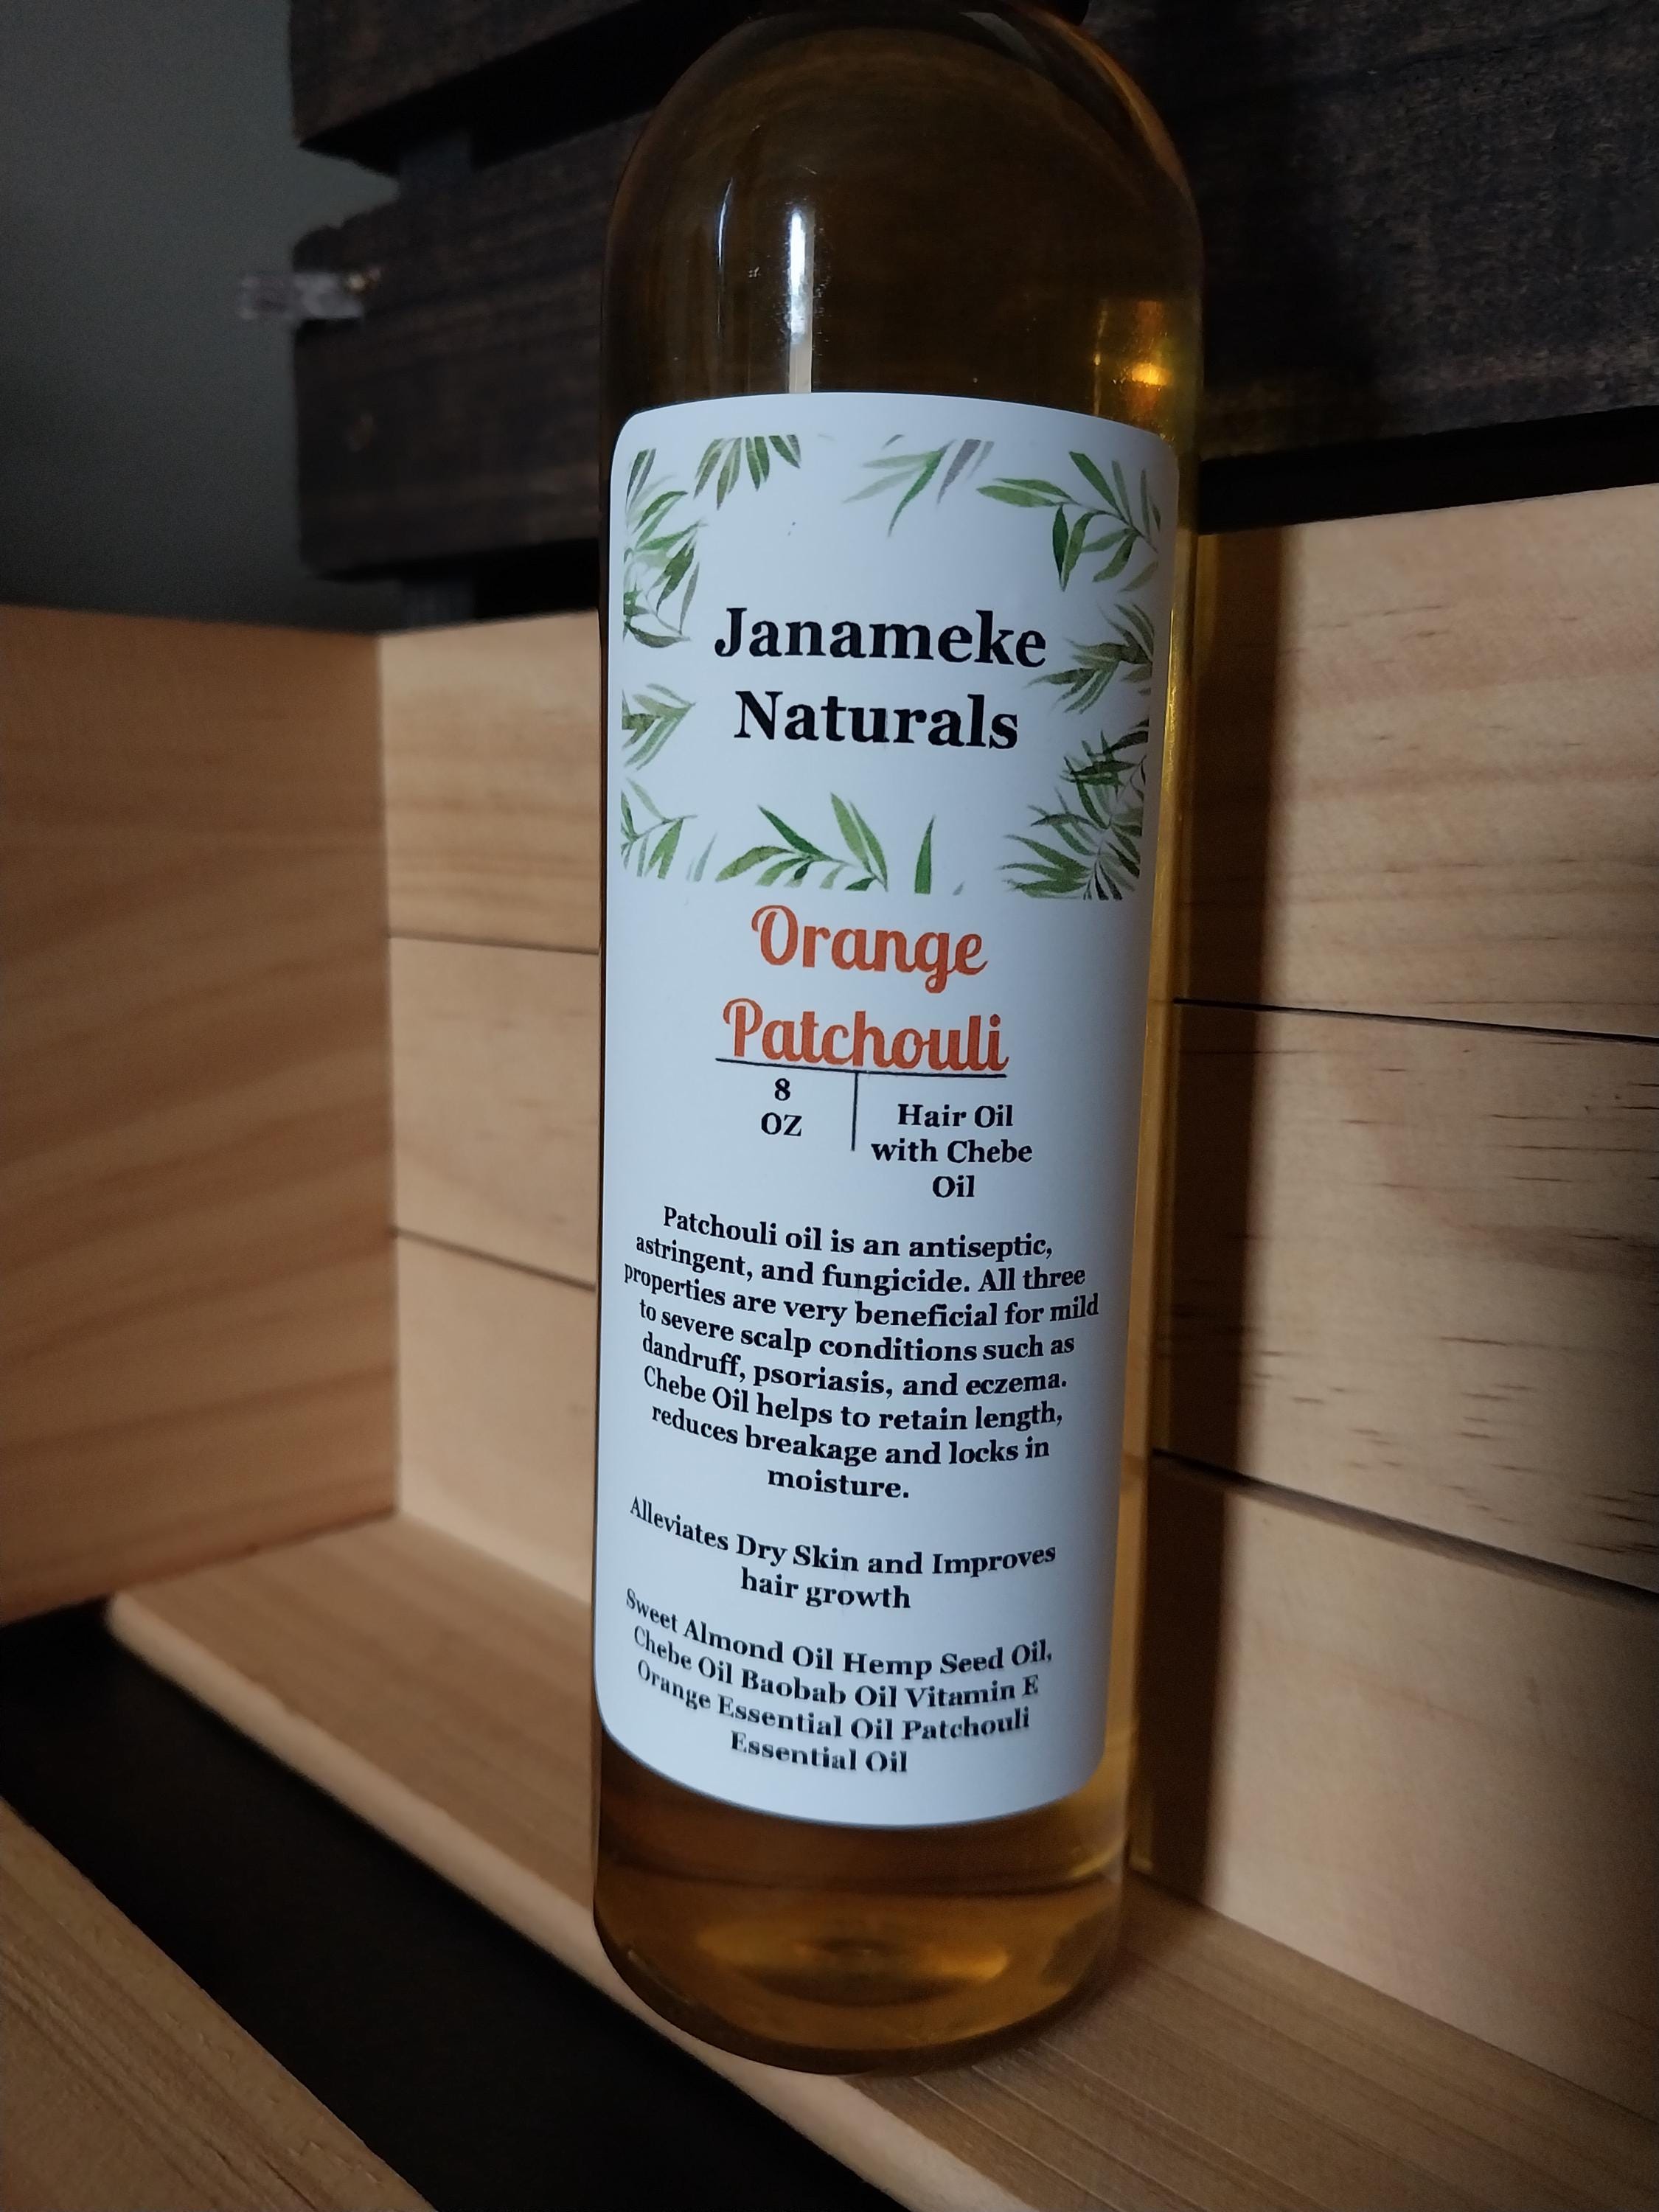 Janameke
Naturals
Orange
Patchouli
8
OZ
Hair Oil
with Chebe
Oil
Patchouli oil is an antiseptic,
astringent, and fungicide. All three
properties are very beneficial for mild
to severe scalp conditions such as
dandruff, psoriasis, and eczema.
Chebe Oil helps to retain length,
reduces breakage and locks in
moisture.
Alleviates Dry Skin and Improves
hair growth
Sweet Almond Oil Hemp Seed Oil,
Chebe Oil Baobab Oil Vitamin E
Orange Essential Oil Patchouli
Essential Oil